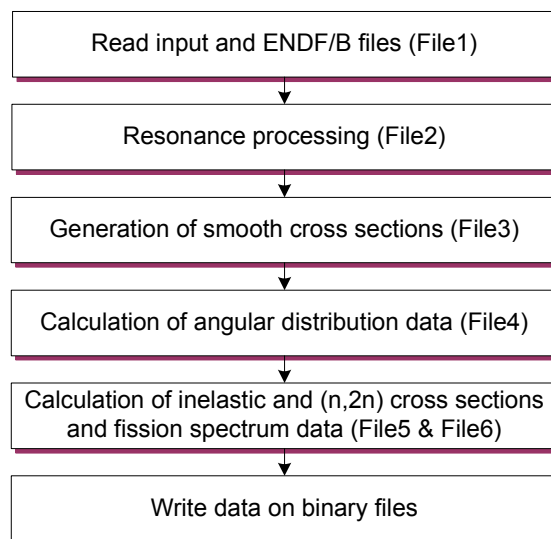 Read input and ENDF/B files (File1)
Resonance processing (File2)
Generation of smooth cross sections (File3)
Calculation of angular distribution data (File4)
Calculation of inelastic and (n,2n) cross sections
and fission spectrum data (File5 & File6)
Write data on binary files